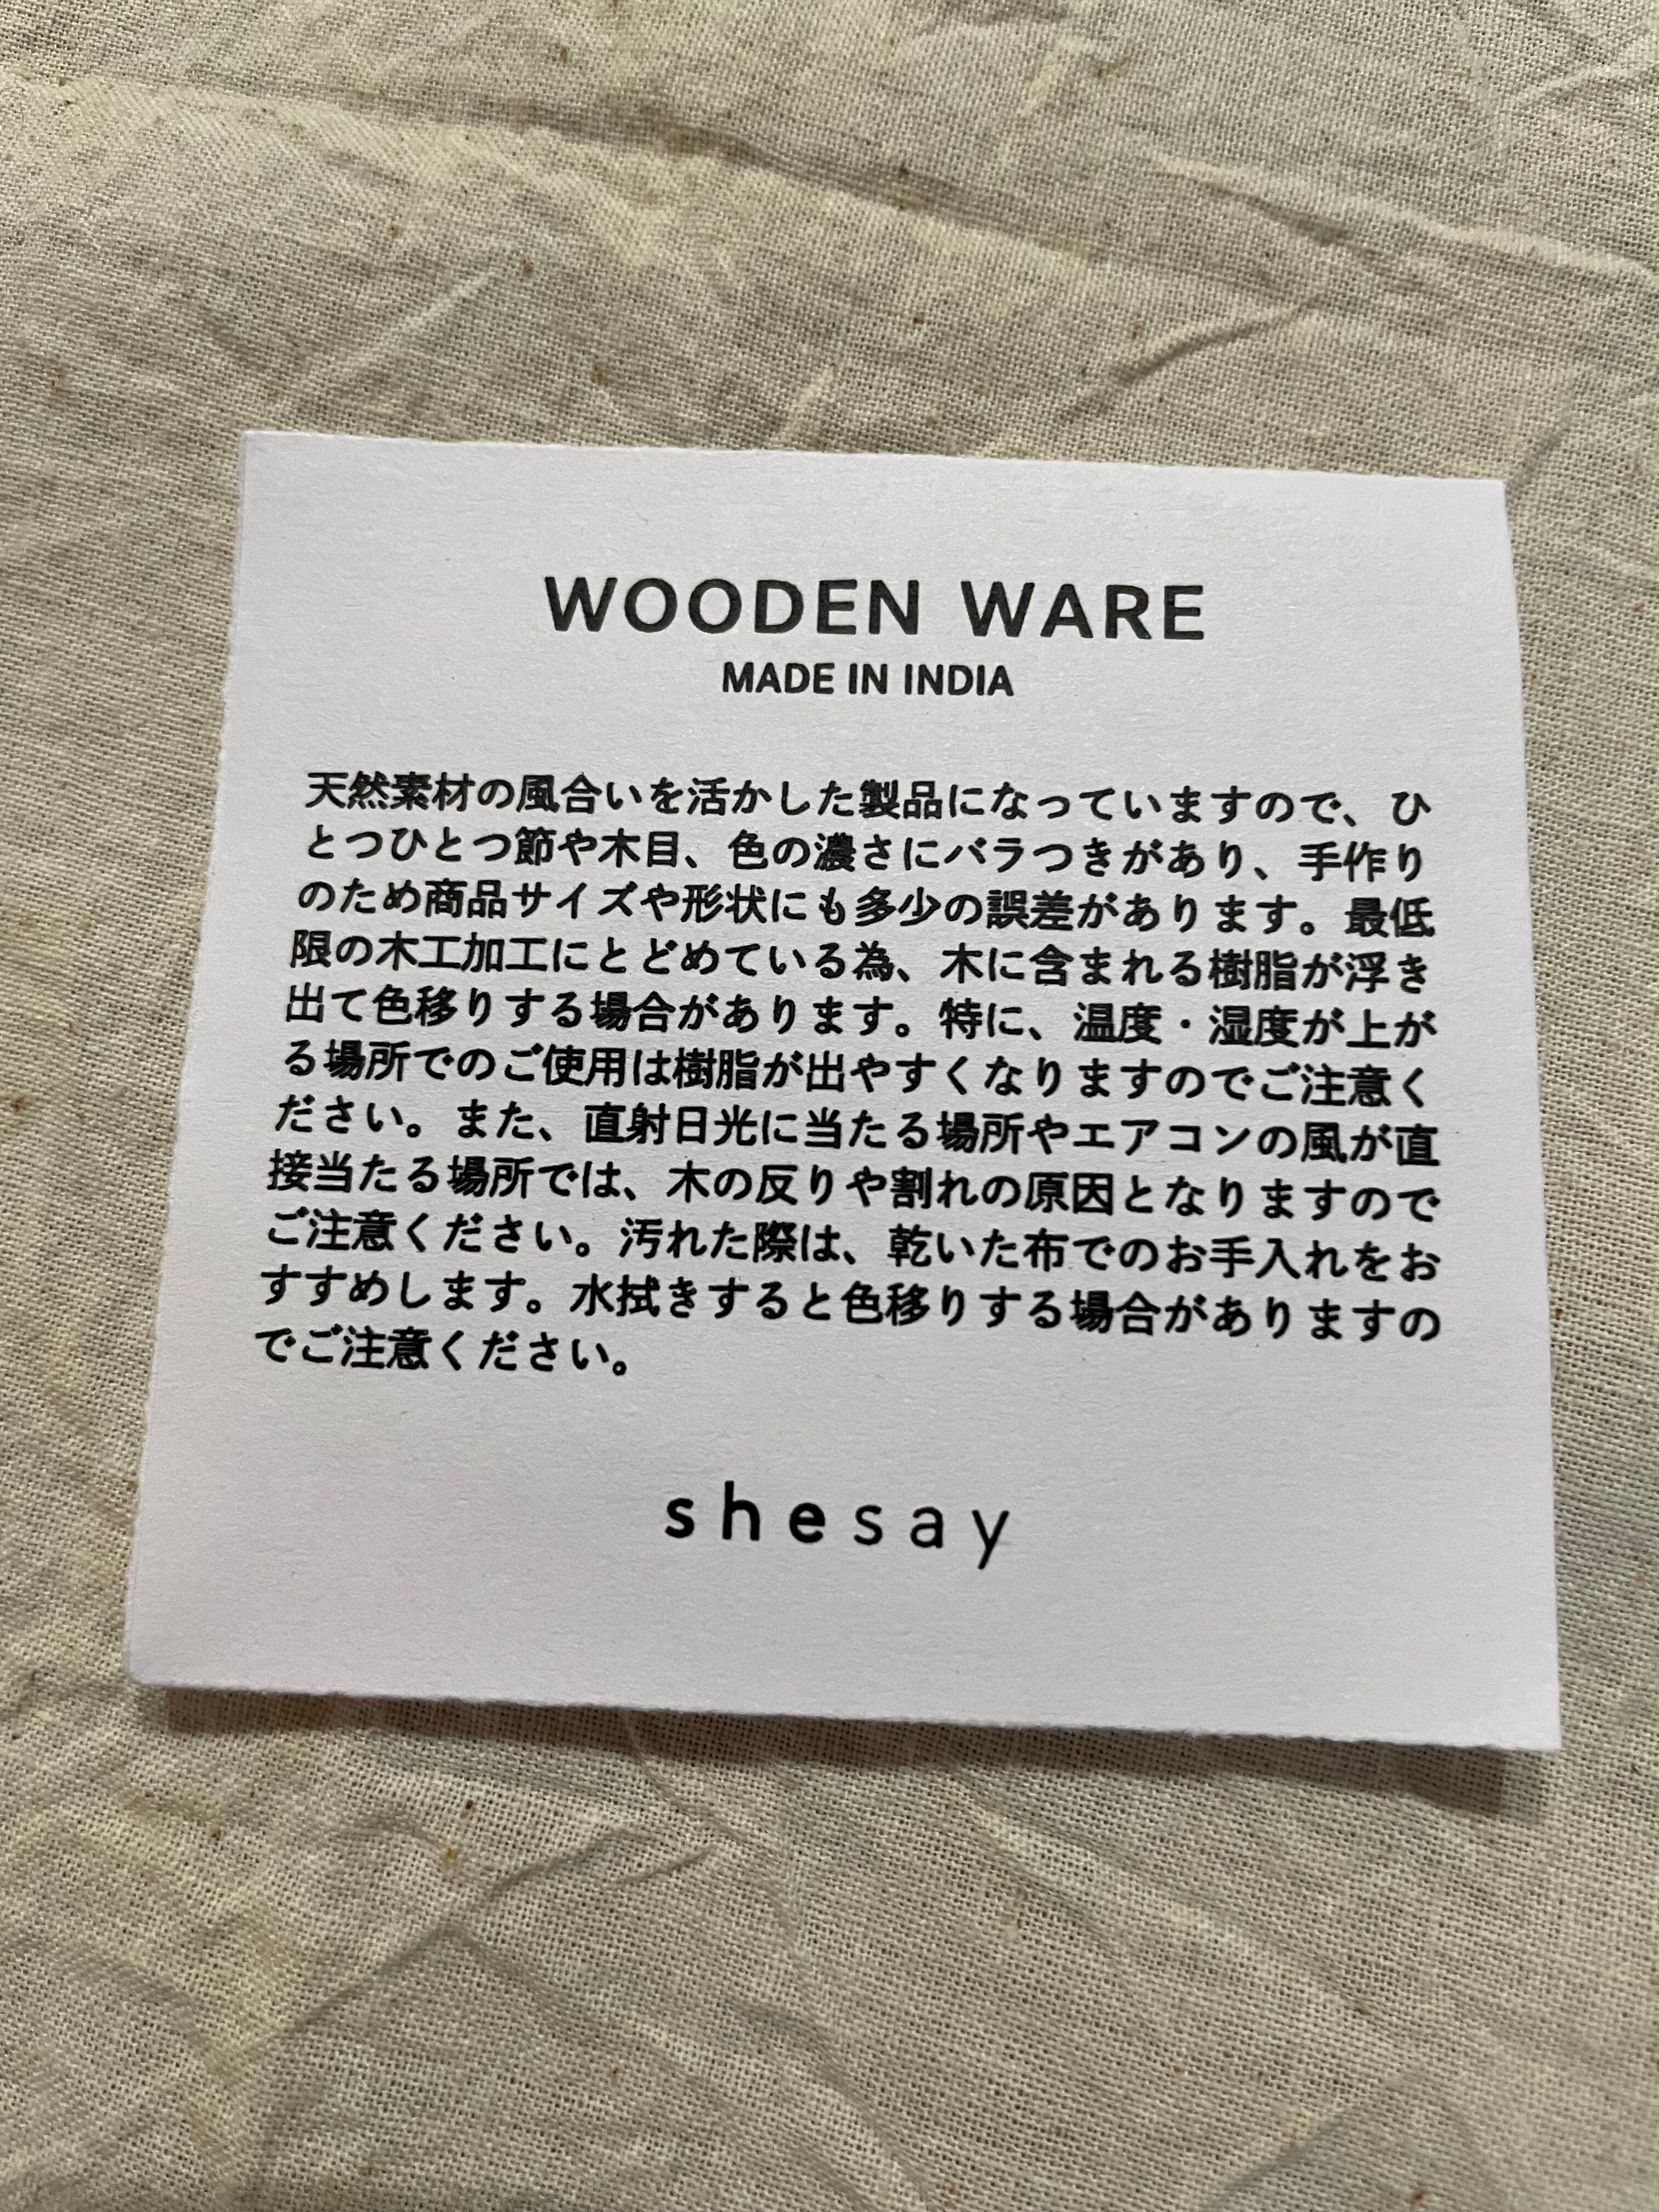 WOODEN WARE
MADE IN INDIA
天然素材の風合いを活かした製品になっていますので、ひ
とつひとつ節や木目、色の濃さにバラつきがあり、手作り
のため商品サイズや形状にも多少の誤差があります。最低
限の木工加工にとどめている為、木に含まれる樹脂が浮き
出て色移りする場合があります。特に、温度・湿度が上が
る場所でのご使用は樹脂が出やすくなりますのでご注意く
ださい。また、直射日光に当たる場所やエアコンの風が直
接当たる場所では、木の反りや割れの原因となりますので
ご注意ください。汚れた際は、乾いた布でのお手入れをお
すすめします。水拭きすると色移りする場合がありますの
でご注意ください。
shesay